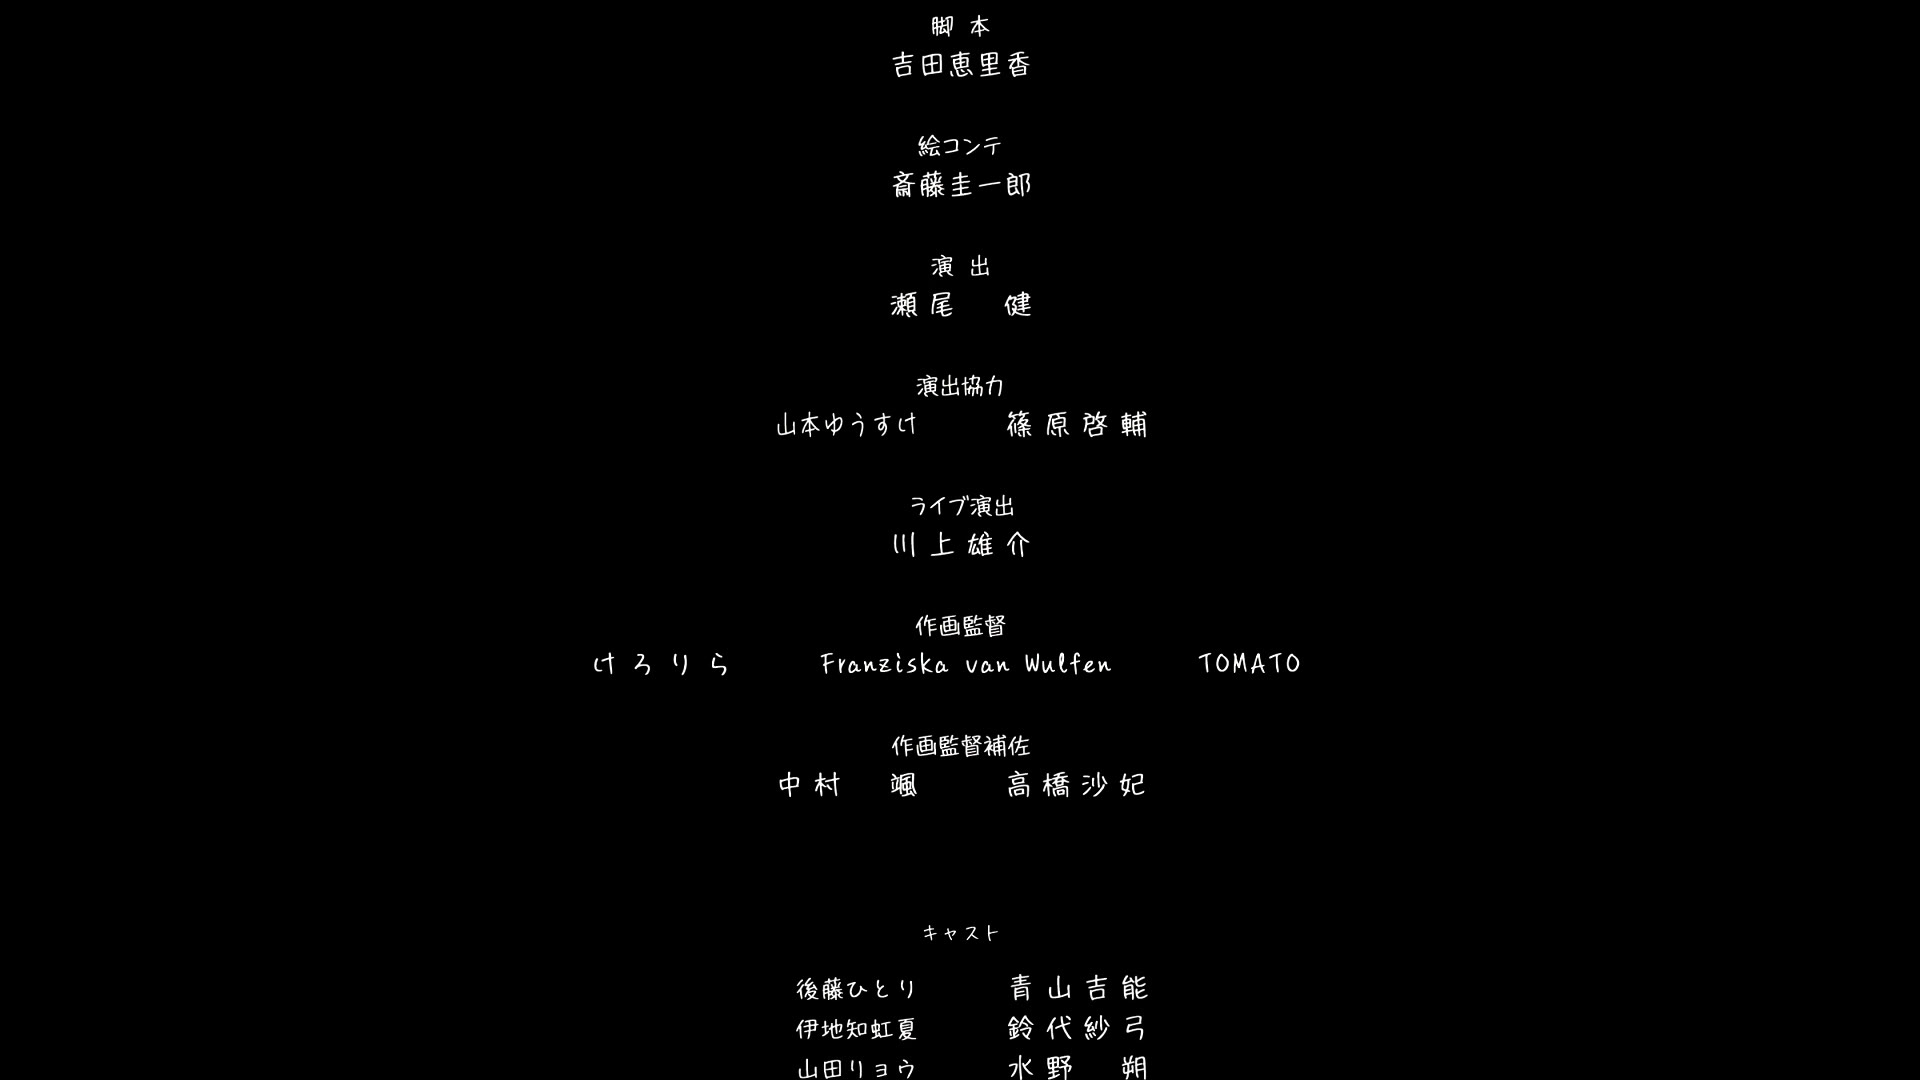 脚本
吉田恵里香
絵コンテ
斎藤圭一郎
演出
瀬尾 健
演出協力
山本ゆうすけ 篠原啓輔
ライブ演出
川上雄介
作画監督
けろりら Franziska van Wulfen TOMATO
作画監督補佐
中村 颯 高橋沙妃
キャスト
後藤ひとり 青山吉能
伊地知虹夏 鈴代紗弓
山田リョウ 水野 朔